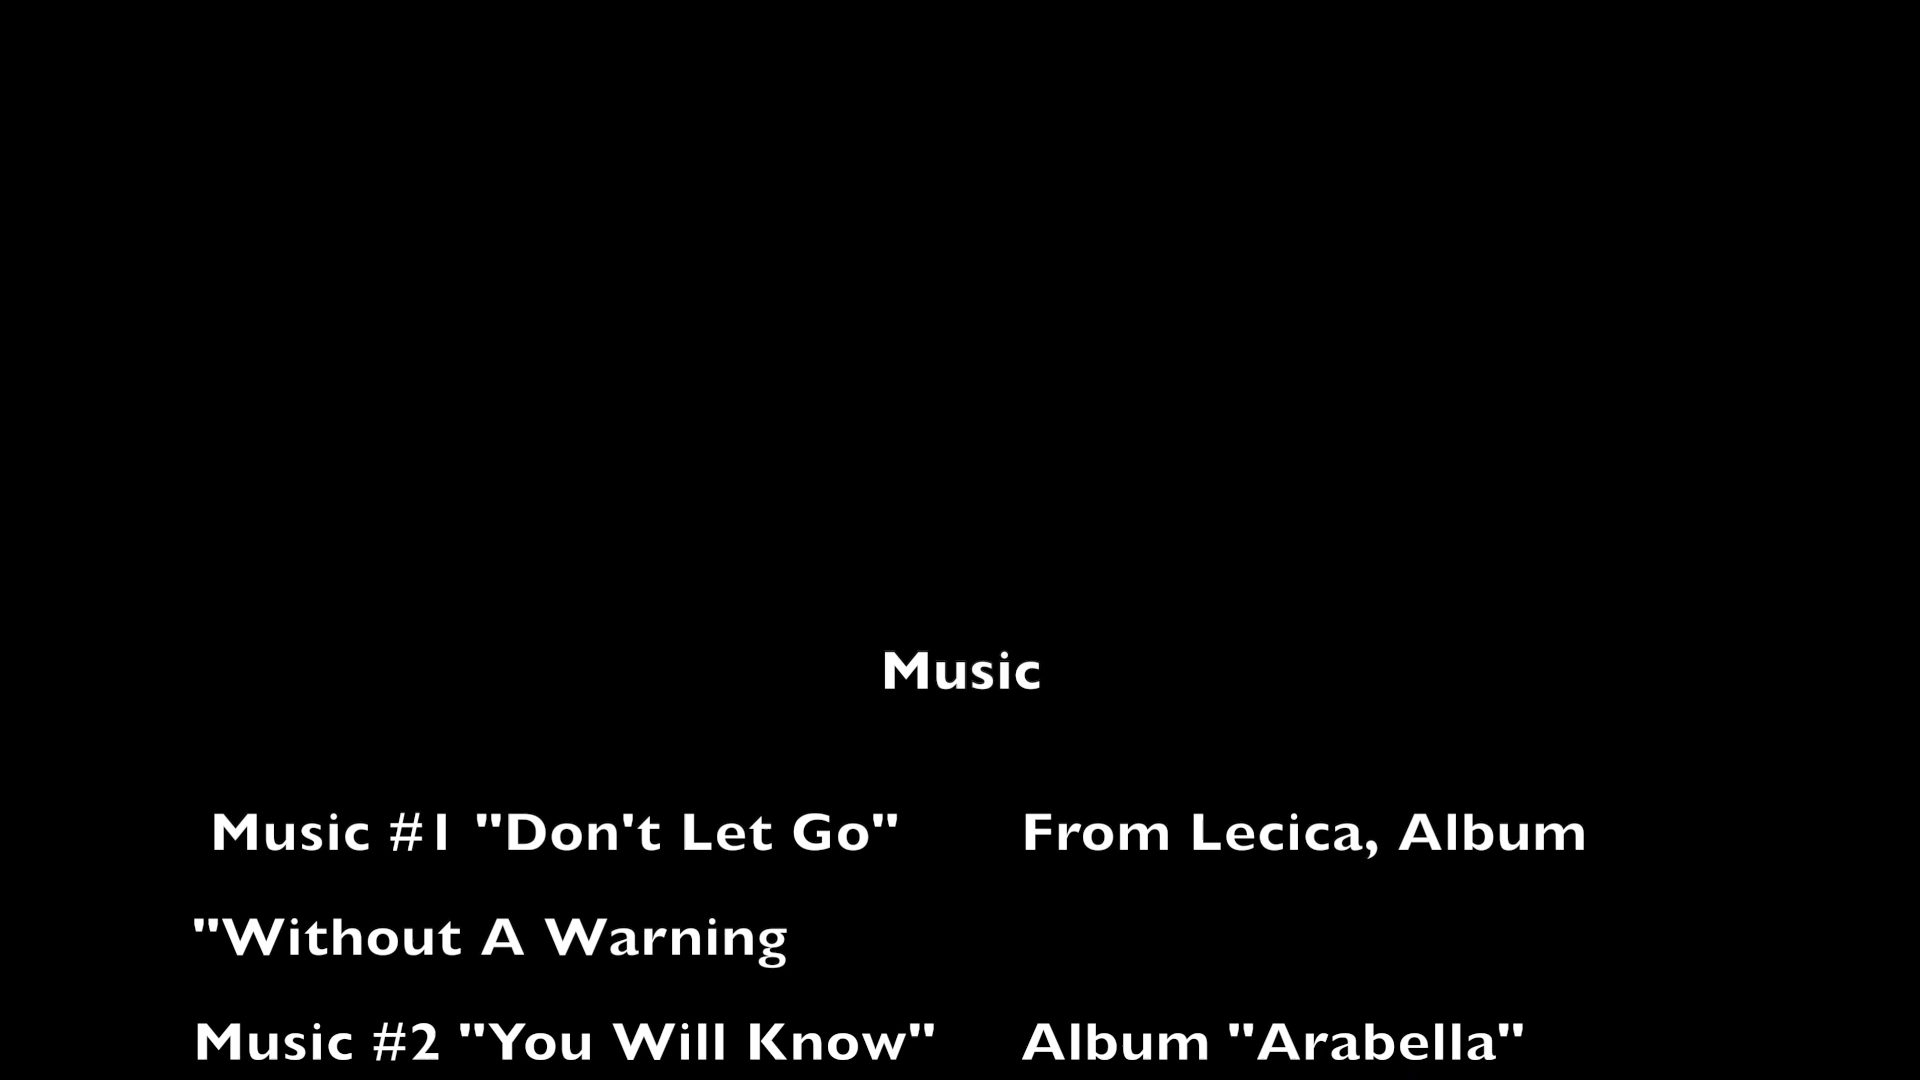 Music
Music #1 "Don't Let Go" From Lecica, Album
"Without A Warning
Music #2 "You Will Know" Album "Arabella"